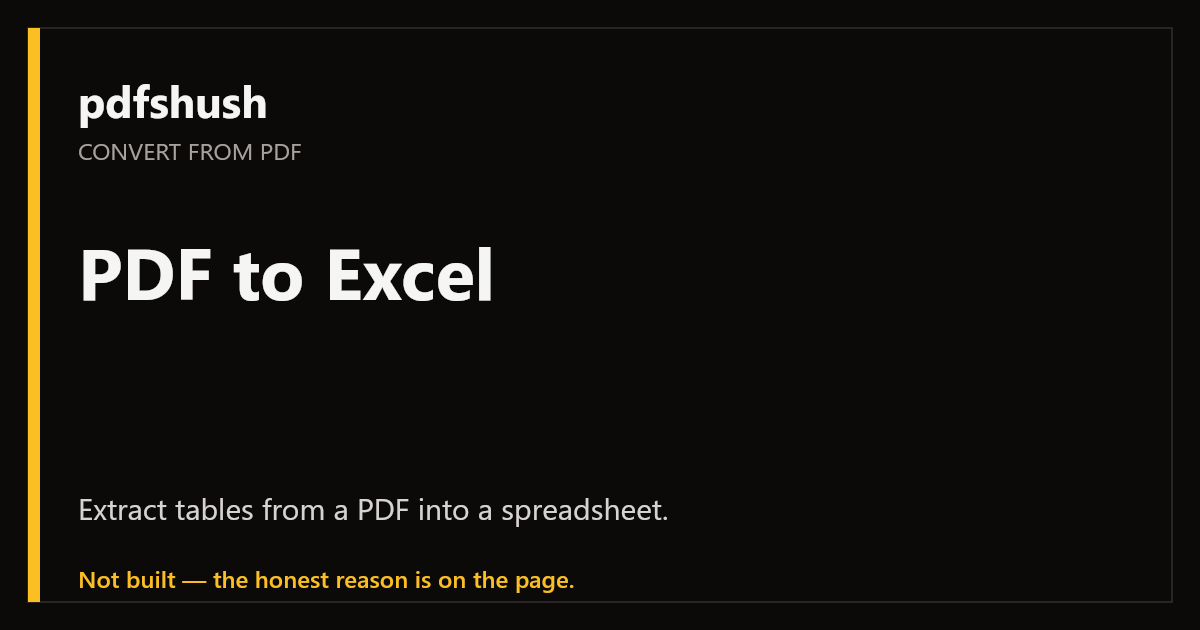 pdfshush
CONVERT FROM PDF
PDF to Excel
Extract tables from a PDF into a spreadsheet.
Not built — the honest reason is on the page.